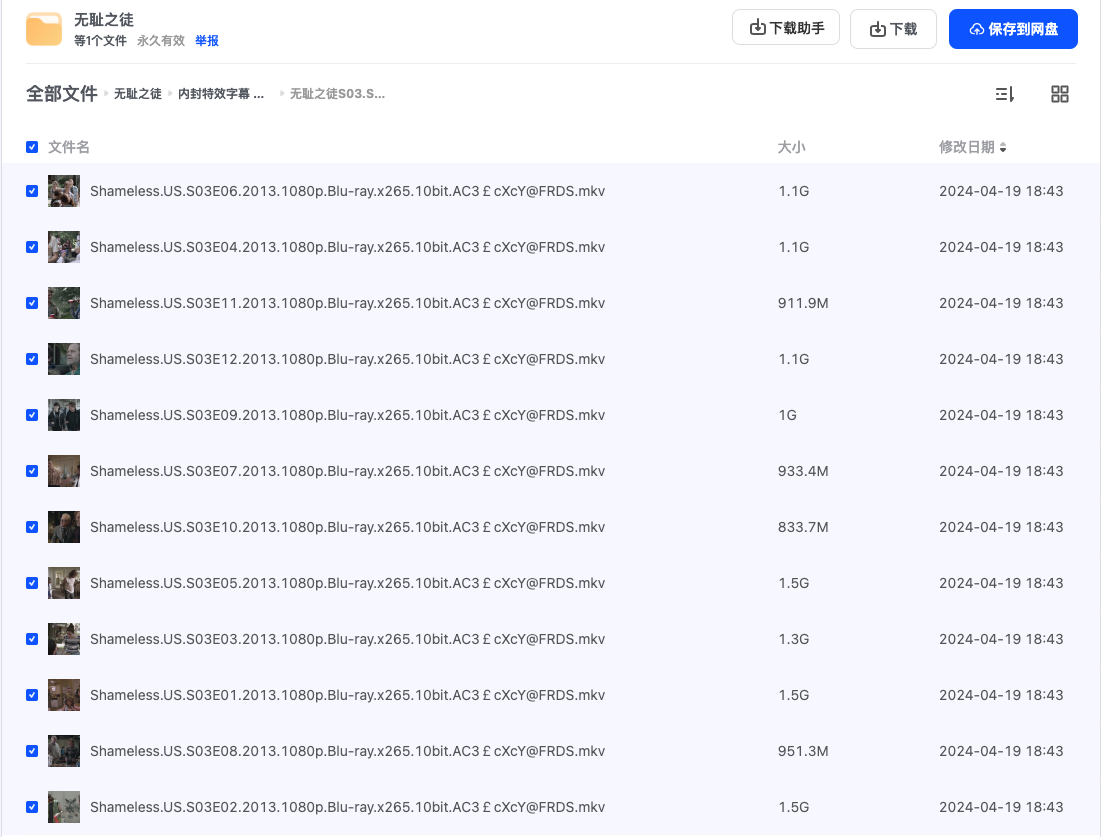 无耻之徒
等1个文件 永久有效 举报
下载助手 下载 保存到网盘
全部文件 无耻之徒 内封特效字幕 ... 无耻之徒S03.S...
文件名 大小 修改日期
Shameless.US.S03E06.2013.1080p.Blu-ray.x265.10bit.AC3￡cXcY@FRDS.mkv 1.1G 2024-04-19 18:43
Shameless.US.S03E04.2013.1080p.Blu-ray.x265.10bit.AC3￡cXcY@FRDS.mkv 1.1G 2024-04-19 18:43
Shameless.US.S03E11.2013.1080p.Blu-ray.x265.10bit.AC3￡cXcY@FRDS.mkv 911.9M 2024-04-19 18:43
Shameless.US.S03E12.2013.1080p.Blu-ray.x265.10bit.AC3￡cXcY@FRDS.mkv 1.1G 2024-04-19 18:43
Shameless.US.S03E09.2013.1080p.Blu-ray.x265.10bit.AC3￡cXcY@FRDS.mkv 1G 2024-04-19 18:43
Shameless.US.S03E07.2013.1080p.Blu-ray.x265.10bit.AC3￡cXcY@FRDS.mkv 933.4M 2024-04-19 18:43
Shameless.US.S03E10.2013.1080p.Blu-ray.x265.10bit.AC3￡cXcY@FRDS.mkv 833.7M 2024-04-19 18:43
Shameless.US.S03E05.2013.1080p.Blu-ray.x265.10bit.AC3￡cXcY@FRDS.mkv 1.5G 2024-04-19 18:43
Shameless.US.S03E03.2013.1080p.Blu-ray.x265.10bit.AC3￡cXcY@FRDS.mkv 1.3G 2024-04-19 18:43
Shameless.US.S03E01.2013.1080p.Blu-ray.x265.10bit.AC3￡cXcY@FRDS.mkv 1.5G 2024-04-19 18:43
Shameless.US.S03E08.2013.1080p.Blu-ray.x265.10bit.AC3￡cXcY@FRDS.mkv 951.3M 2024-04-19 18:43
Shameless.US.S03E02.2013.1080p.Blu-ray.x265.10bit.AC3￡cXcY@FRDS.mkv 1.5G 2024-04-19 18:43